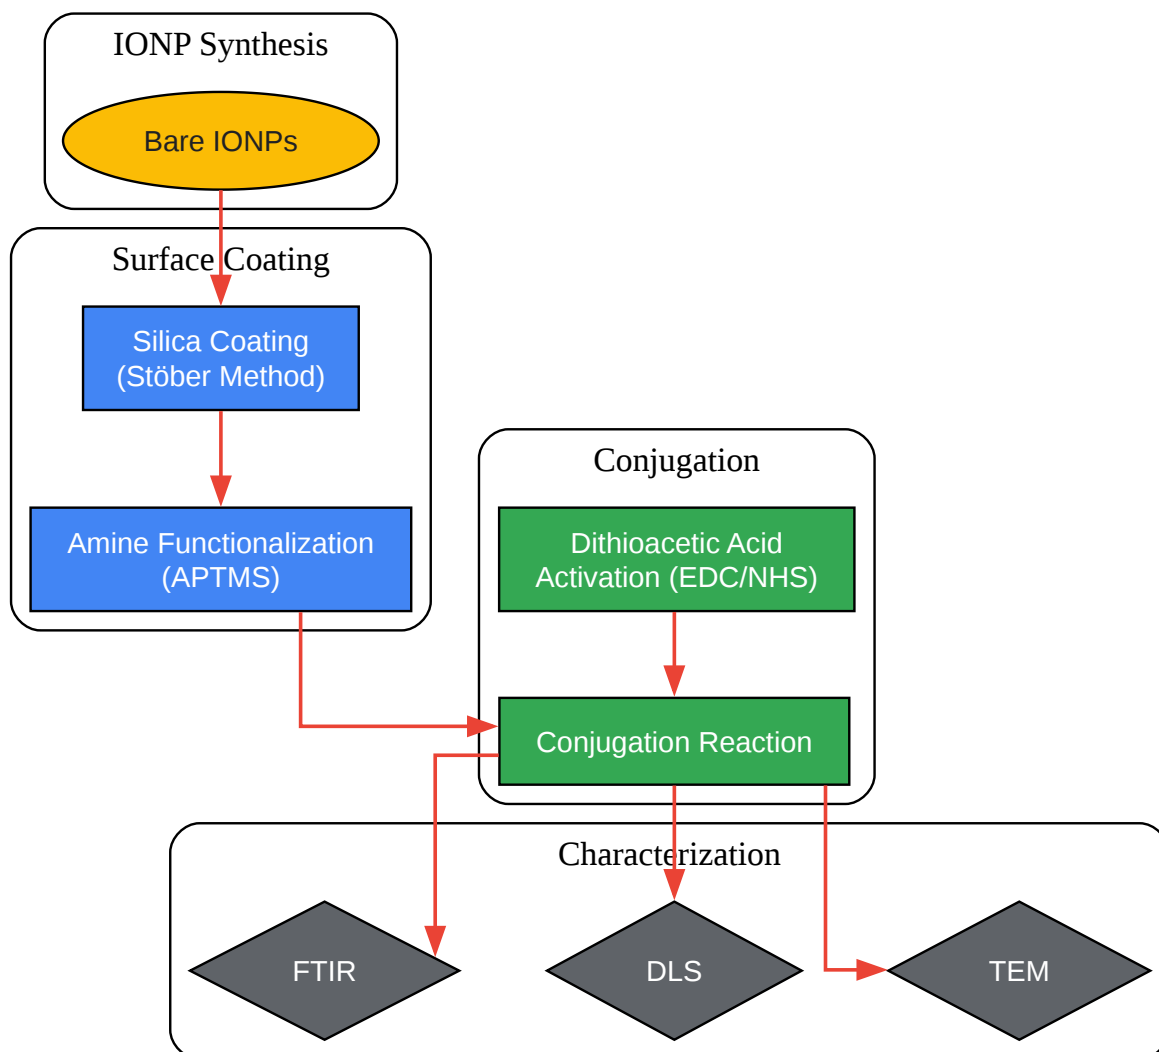 IONP Synthesis
Bare IONPs
Surface Coating
Silica Coating
(Stöber Method)
Amine Functionalization
(APTMS)
Conjugation
Dithioacetic Acid
Activation (EDC/NHS)
Conjugation Reaction
Characterization
FTIR
DLS
TEM